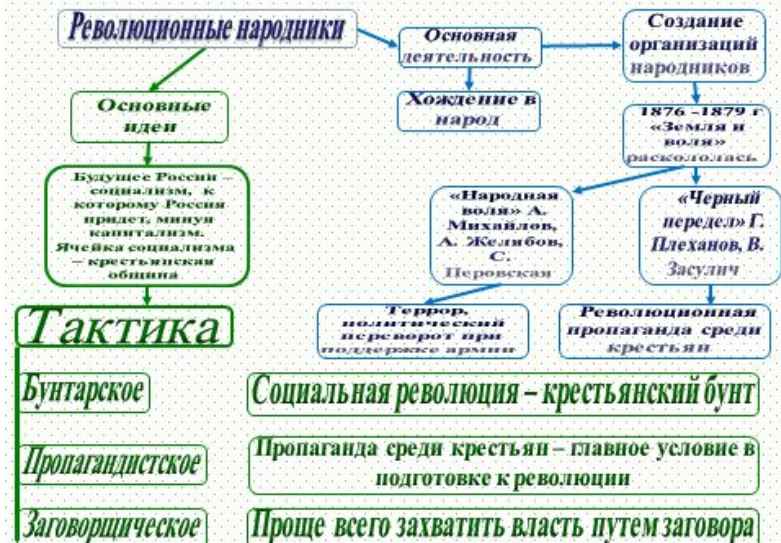 Революционные народники
Основная
деятельность
Создание
организаций
народников
Хождение в
народ
Основные
идеи
1876 –1879 г
«Земля и
воля»
раскололась
Будущее России –
социализм, к
которому Россия
придет, минуя
капитализм.
Ячейка социализма
– крестьянская
община
«Народная
воля» А.
Михайлов,
А. Желябов,
С.
Перовская
«Черный
передел» Г.
Плеханов, В.
Засулич
Террор,
политический
переворот при
поддержке армии
Революционная
пропаганда среди
крестьян
Тактика
Бунтарское
Социальная революция – крестьянский бунт
Пропагандистское
Пропаганда среди крестьян – главное условие в
подготовке к революции
Заговорщическое
Проще всего захватить власть путем заговора